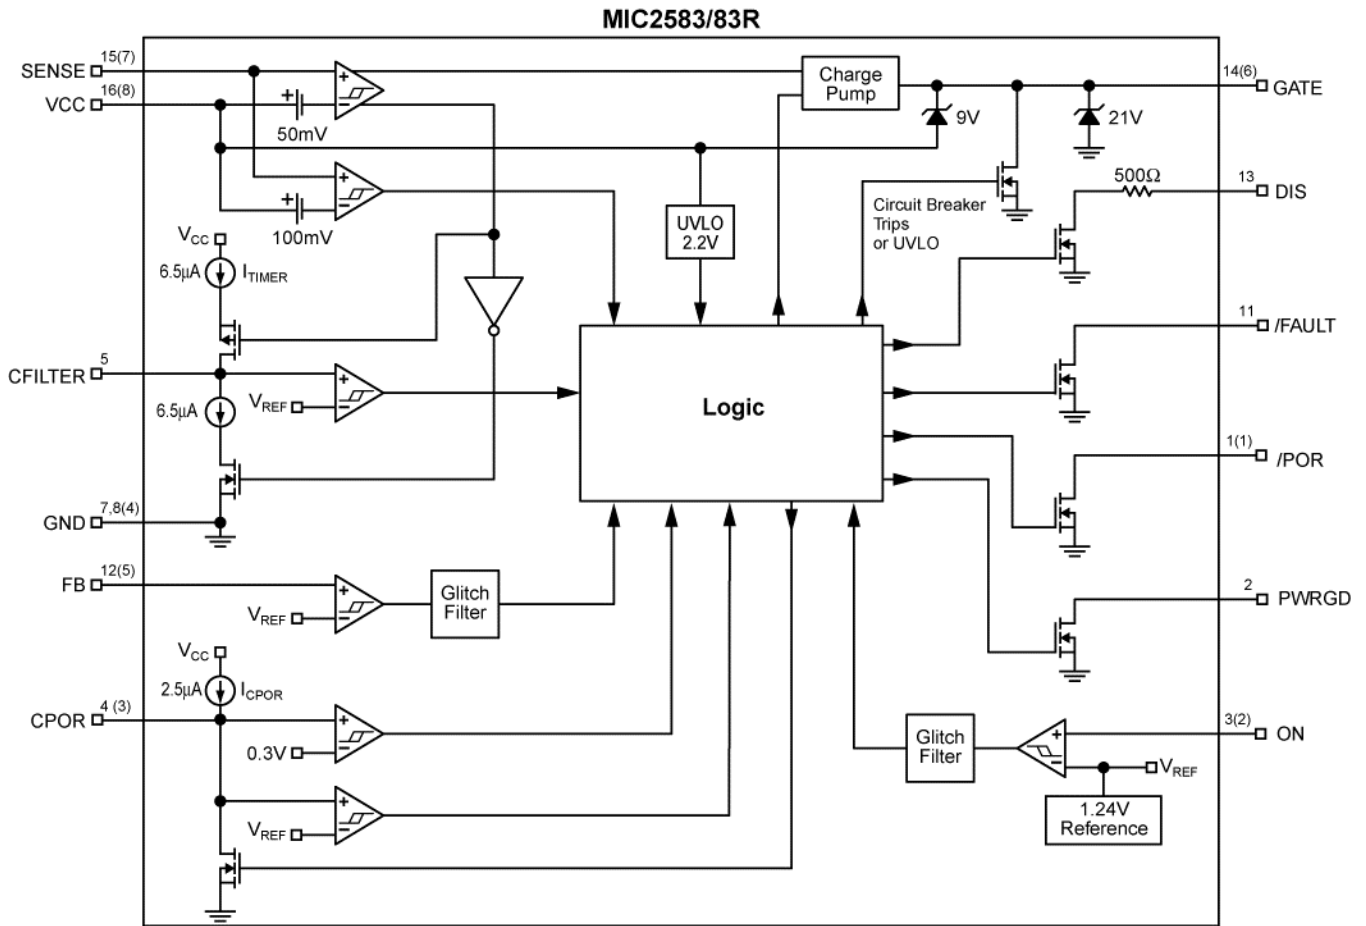 MIC2583/83R
SENSE
15(7)
VCC
16(8)
+
50mV
+
-
Charge
Pump
9V
21V
14(6)
GATE
+
100mV
+
-
UVLO
2.2V
Circuit Breaker
Trips
or UVLO
500Ω
13
DIS
VCC
6.5µA
ITIMER
CFILTER
5
6.5µA
VREF
+
-
Logic
11
/FAULT
1(1)
/POR
GND
7,8(4)
FB
12(5)
VREF
+
-
Glitch
Filter
2
PWRGD
VCC
2.5µA
ICPOR
CPOR
4 (3)
0.3V
+
-
VREF
+
-
Glitch
Filter
+
-
3(2)
ON
VREF
1.24V
Reference